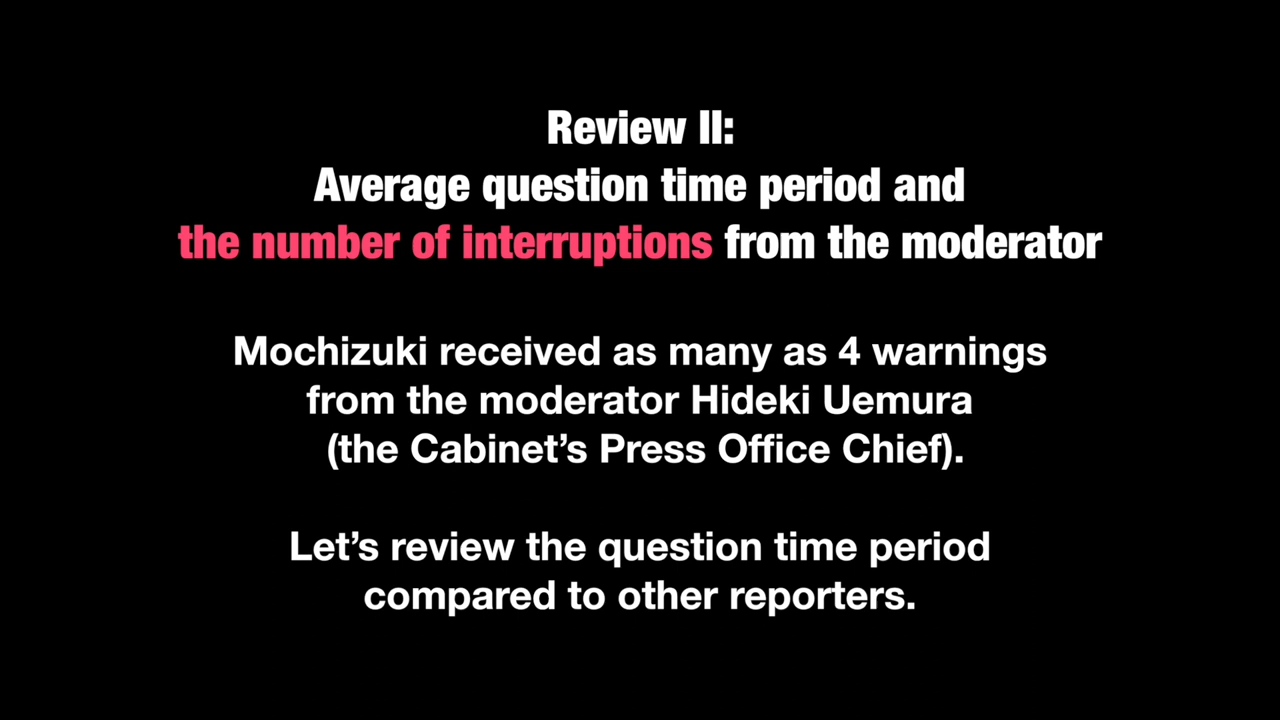 Review II:
Average question time period and
the number of interruptions from the moderator
Mochizuki received as many as 4 warnings
from the moderator Hideki Uemura
(the Cabinet’s Press Office Chief).
Let’s review the question time period
compared to other reporters.